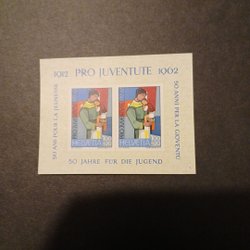 1912 PRO JUVENTUTE 1962
50 ANS POUR LA JEUNESSE
50 ANNI PER LA GIOVENTÙ
HELVETIA
HELVETIA
50 JAHRE FÜR DIE JUGEND